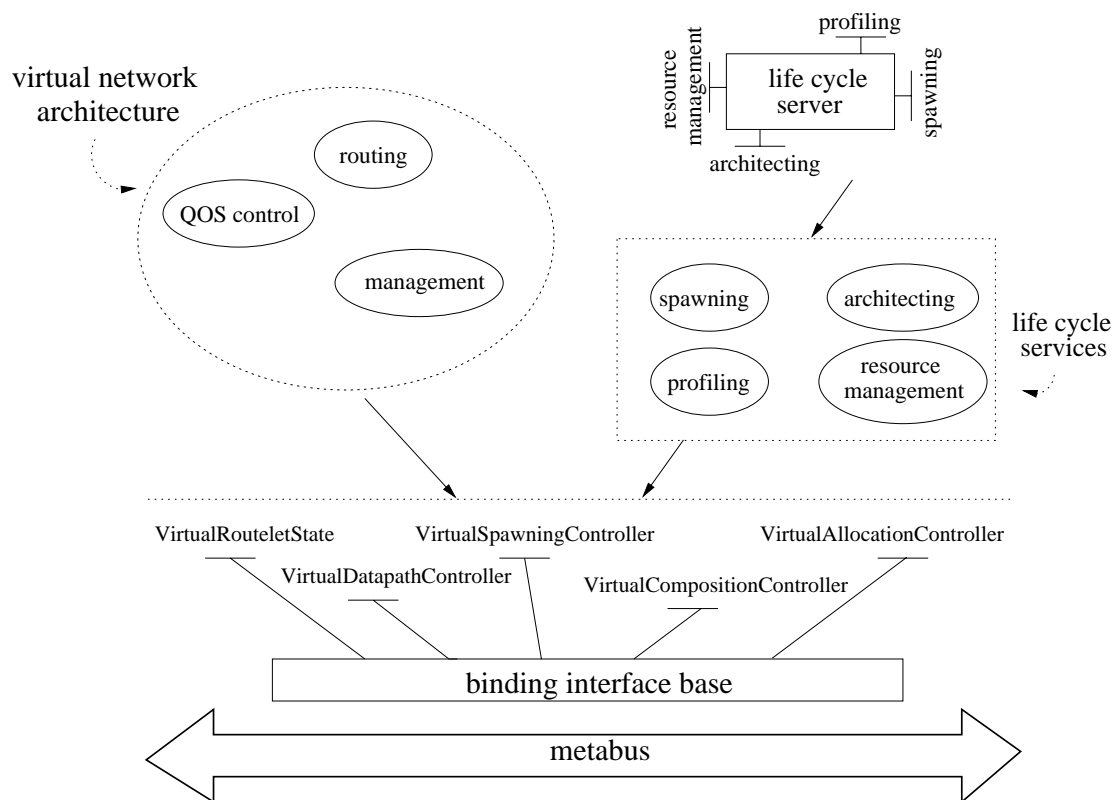 profiling
virtual network
architecture
resource
management
life cycle
server
spawning
architecting
routing
QOS control
management
spawning
architecting
profiling
resource
management
life cycle
services
VirtualRouteletState
VirtualSpawningController
VirtualAllocationController
VirtualDatapathController
VirtualCompositionController
binding interface base
metabus